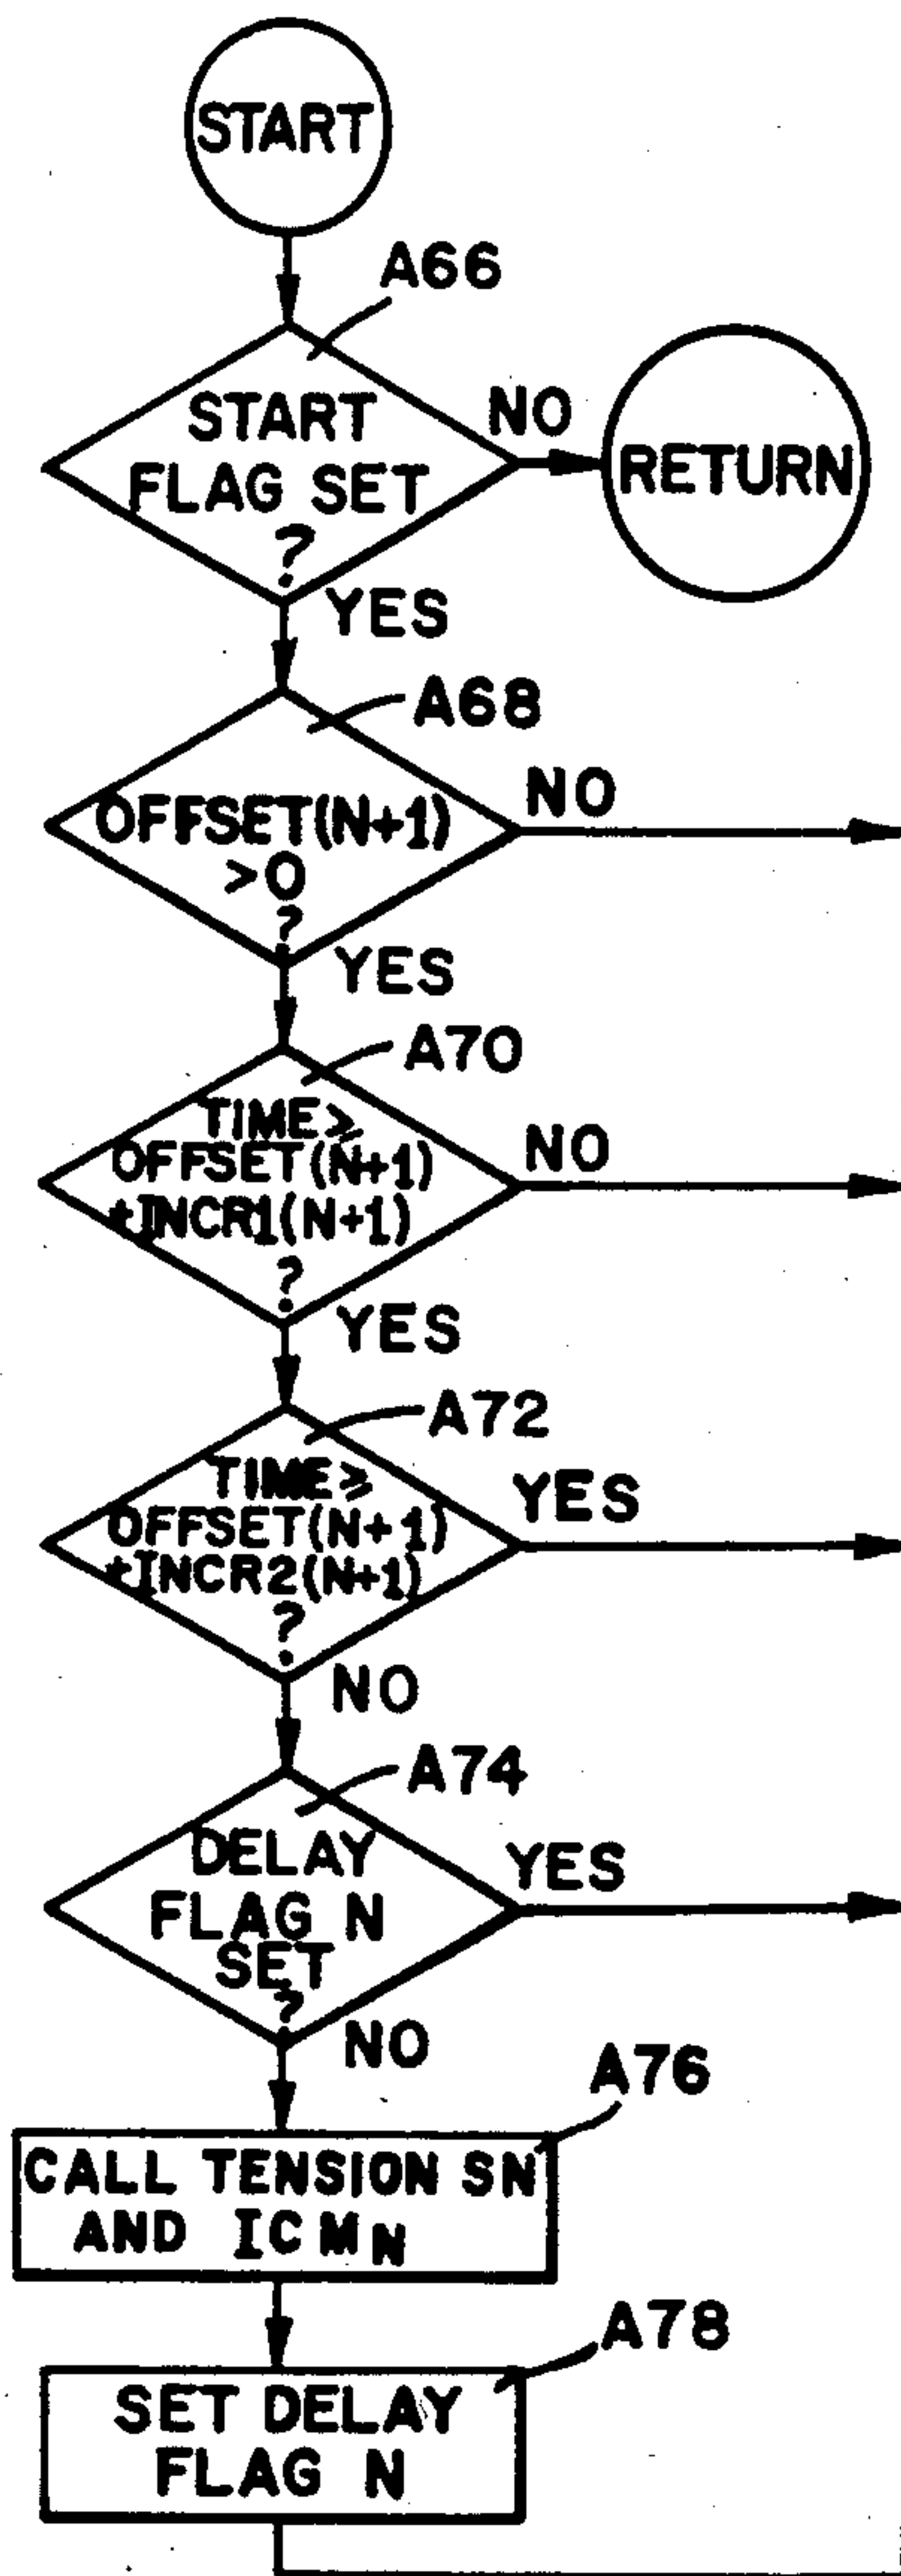 START
A66
START
FLAG SET
?
NO
RETURN
YES
A68
OFFSET(N+1)
>0
?
NO
YES
A70
TIME≥
OFFSET(N+1)
+INCR1(N+1)
?
NO
YES
A72
TIME≥
OFFSET(N+1)
+INCR2(N+1)
?
YES
NO
A74
DELAY
FLAG N
SET
?
YES
NO
A76
CALL TENSION SN
AND ICMN
A78
SET DELAY
FLAG N